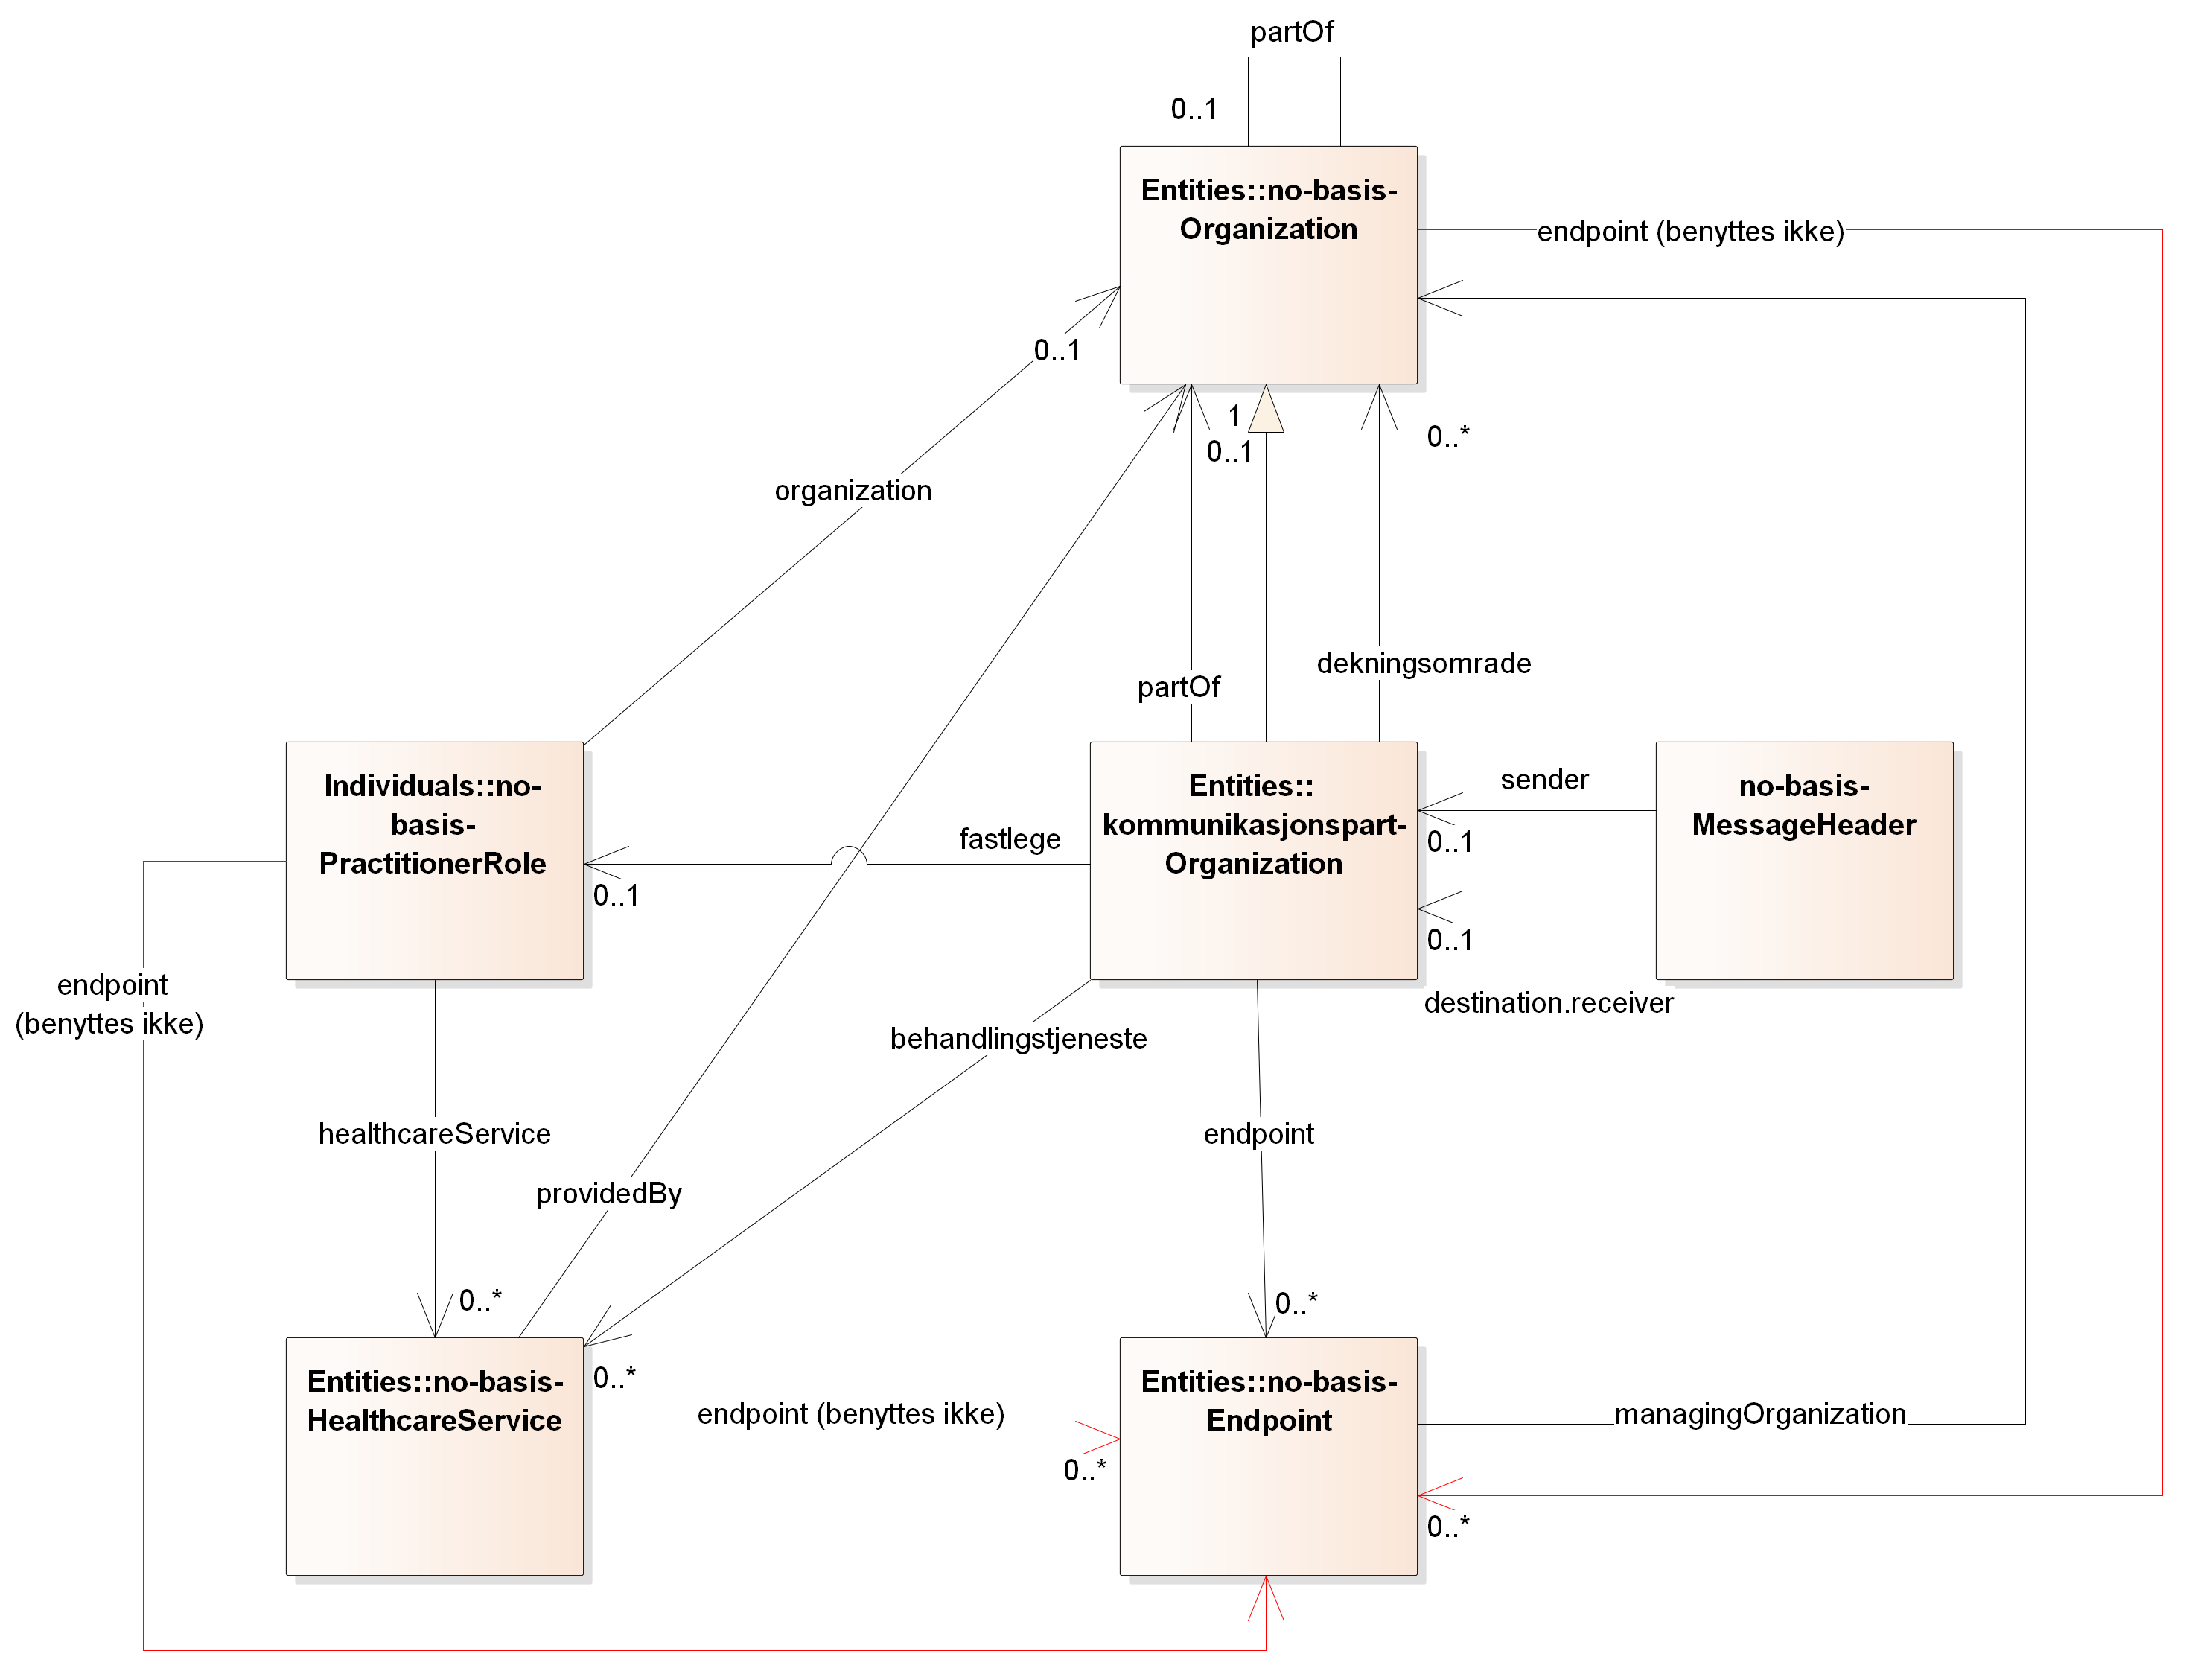 partOf
0..1
Entities::no-basis-
Organization
endpoint (benyttes ikke)
0..1
1
0..1
0..*
organization
dekningsomrade
partOf
Individuals::no-
basis-
PractitionerRole
Entities::
kommunikasjonspart-
Organization
no-basis-
MessageHeader
sender
0..1
fastlege
0..1
0..1
destination.receiver
endpoint
(benyttes ikke)
behandlingstjeneste
healthcareService
endpoint
providedBy
0..*
0..*
Entities::no-basis-
HealthcareService
0..*
endpoint (benyttes ikke)
0..*
Entities::no-basis-
Endpoint
managingOrganization
0..*